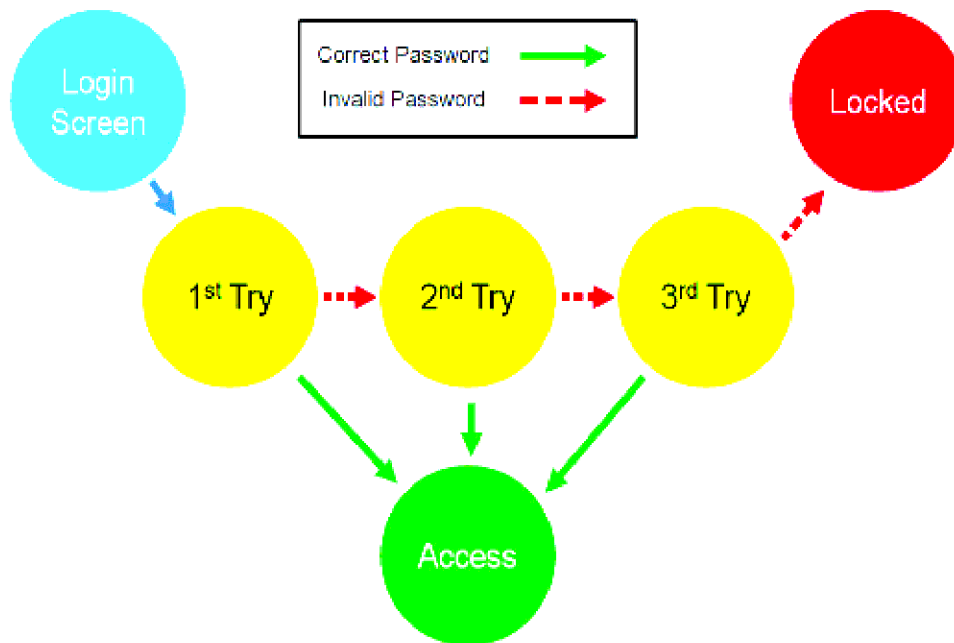 Login
Screen
Correct Password
Invalid Password
Locked
1st Try
2nd Try
3rd Try
Access